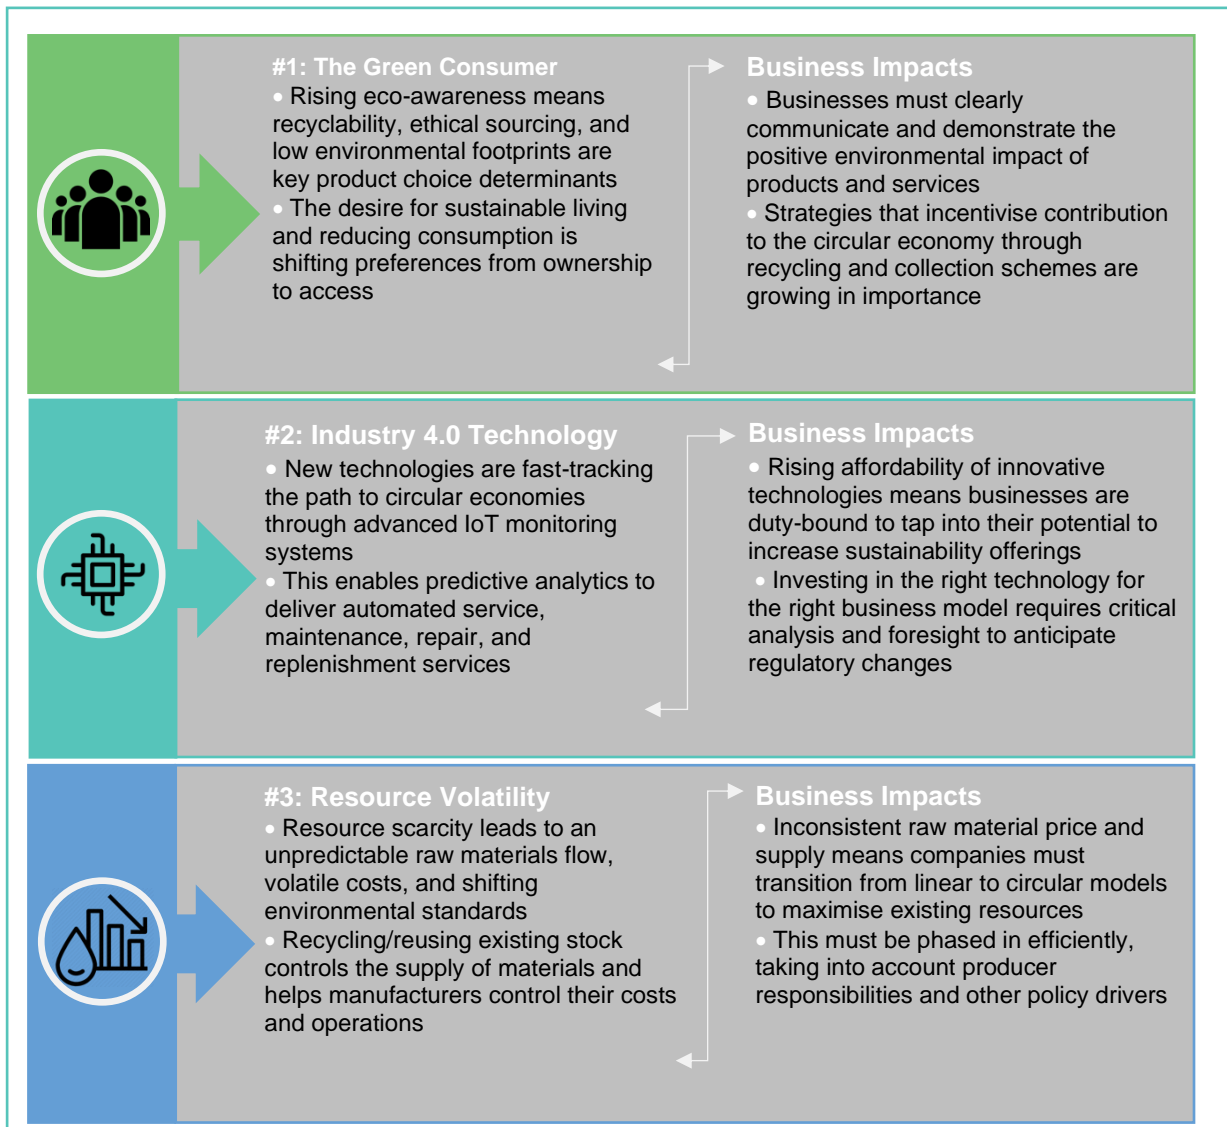 #1: The Green Consumer
• Rising eco-awareness means
recyclability, ethical sourcing, and
low environmental footprints are
key product choice determinants
• The desire for sustainable living
and reducing consumption is
shifting preferences from ownership
to access
Business Impacts
• Businesses must clearly
communicate and demonstrate the
positive environmental impact of
products and services
• Strategies that incentivise contribution
to the circular economy through
recycling and collection schemes are
growing in importance
#2: Industry 4.0 Technology
• New technologies are fast-tracking
the path to circular economies
through advanced IoT monitoring
systems
• This enables predictive analytics to
deliver automated service,
maintenance, repair, and
replenishment services
Business Impacts
• Rising affordability of innovative
technologies means businesses are
duty-bound to tap into their potential to
increase sustainability offerings
• Investing in the right technology for
the right business model requires critical
analysis and foresight to anticipate
regulatory changes
#3: Resource Volatility
• Resource scarcity leads to an
unpredictable raw materials flow,
volatile costs, and shifting
environmental standards
• Recycling/reusing existing stock
controls the supply of materials and
helps manufacturers control their costs
and operations
Business Impacts
• Inconsistent raw material price and
supply means companies must
transition from linear to circular models
to maximise existing resources
• This must be phased in efficiently,
taking into account producer
responsibilities and other policy drivers